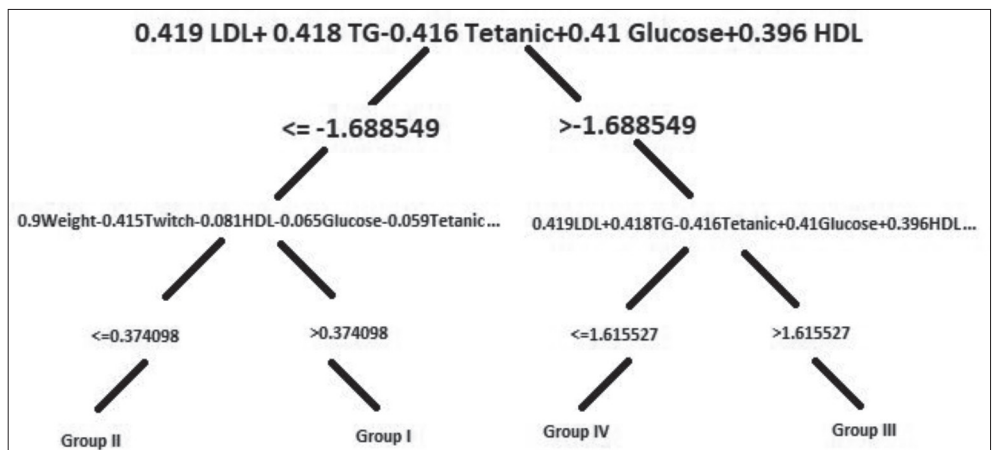 0.419 LDL+ 0.418 TG-0.416 Tetanic+0.41 Glucose+0.396 HDL
<= -1.688549 >-1.688549
0.9Weight-0.415Twitch-0.081HDL-0.065Glucose-0.059Tetanic... 0.419LDL+0.418TG-0.416Tetanic+0.41Glucose+0.396HDL...
<=0.374098 >0.374098 <=1.615527 >1.615527
Group II Group I Group IV Group III